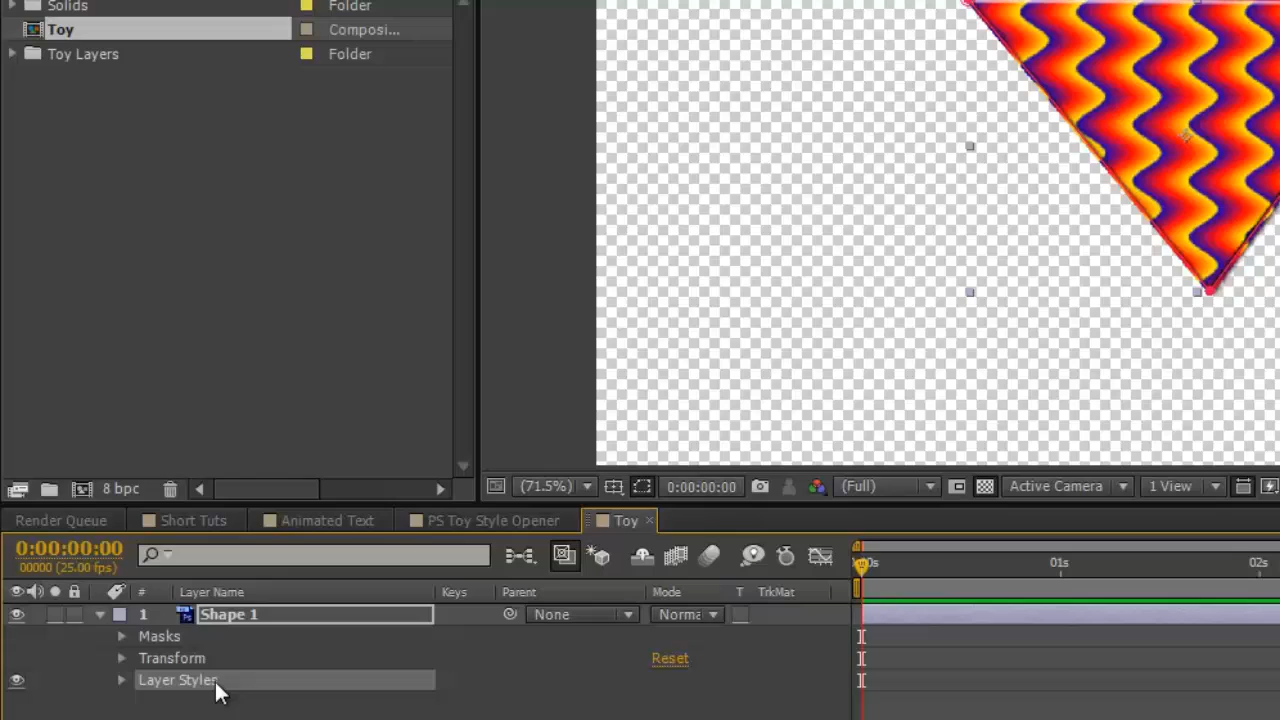 Solids Folder
Toy Composi...
Toy Layers Folder
8 bpc
(71.5%) 0:00:00:00 (Full) Active Camera 1 View
Render Queue Short Tuts Animated Text PS Toy Style Opener Toy
0:00:00:00
00000 (25.00 fps)
01s 02s
# Layer Name Keys Parent Mode T TrkMat
1 Shape 1 None Norma
Masks
Transform Reset
Layer Styles